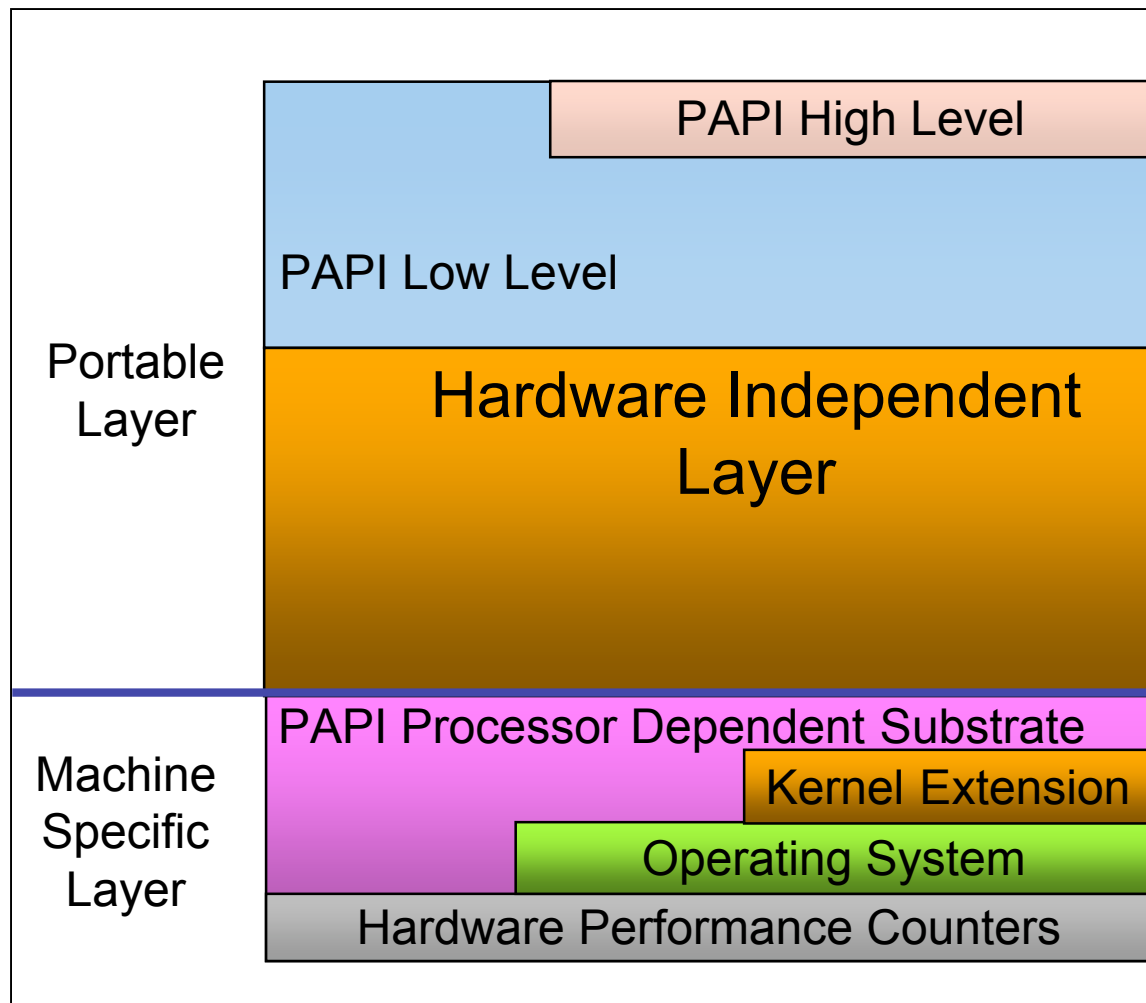 PAPI High Level
PAPI Low Level
Portable
Layer
Hardware Independent
Layer
PAPI Processor Dependent Substrate
Kernel Extension
Machine
Specific
Layer
Operating System
Hardware Performance Counters